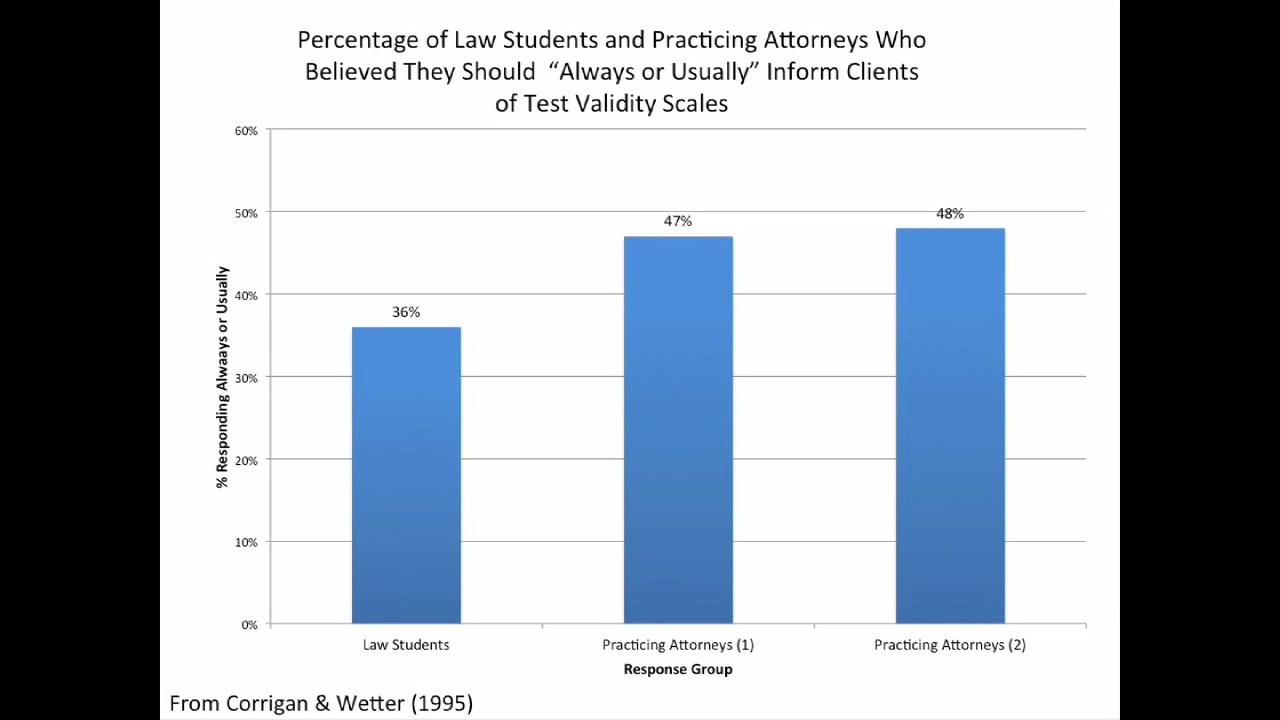 Percentage of Law Students and Practicing Attorneys Who
Believed They Should “Always or Usually” Inform Clients
of Test Validity Scales
60%
50%
40%
30%
20%
10%
0%
% Responding Alwaays or Usually
36%
47%
48%
Law Students
Practicing Attorneys (1)
Practicing Attorneys (2)
Response Group
From Corrigan & Wetter (1995)